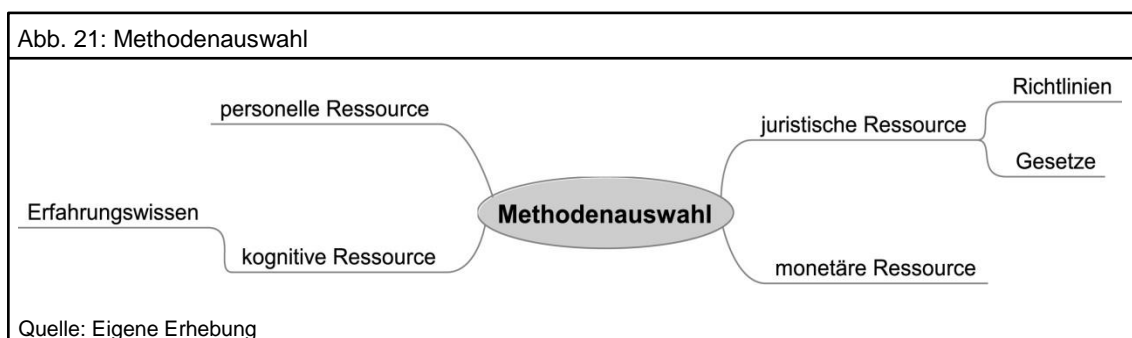 Abb. 21: Methodenauswahl
personelle Ressource
Erfahrungswissen
kognitive Ressource
Methodenauswahl
juristische Ressource
Richtlinien
Gesetze
monetäre Ressource
Quelle: Eigene Erhebung